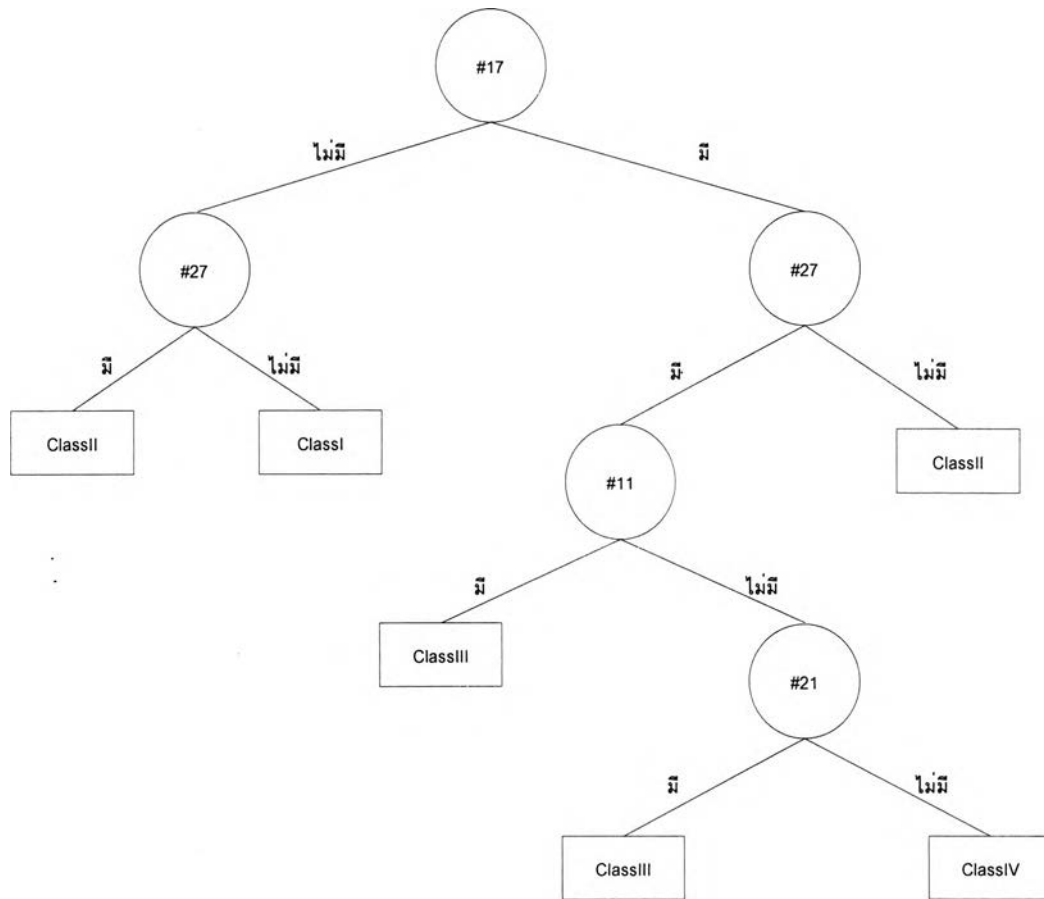 #17
ไม่มี
มี
#27
#27
มี
ไม่มี
มี
ไม่มี
ClassII
ClassI
ClassII
#11
มี
ไม่มี
ClassIII
#21
มี
ไม่มี
ClassIII
ClassIV